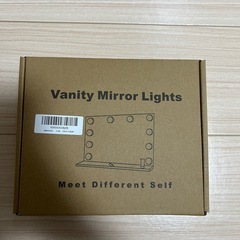 Vanity Mirror Lights
Meet Different Self